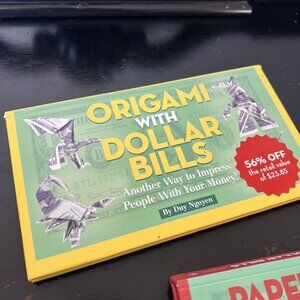 ORIGAMI
WITH
DOLLAR
BILLS
Another Way to Impress
People With Your Money!
By Duy Nguyen
56% OFF
the retail value
of $23.85